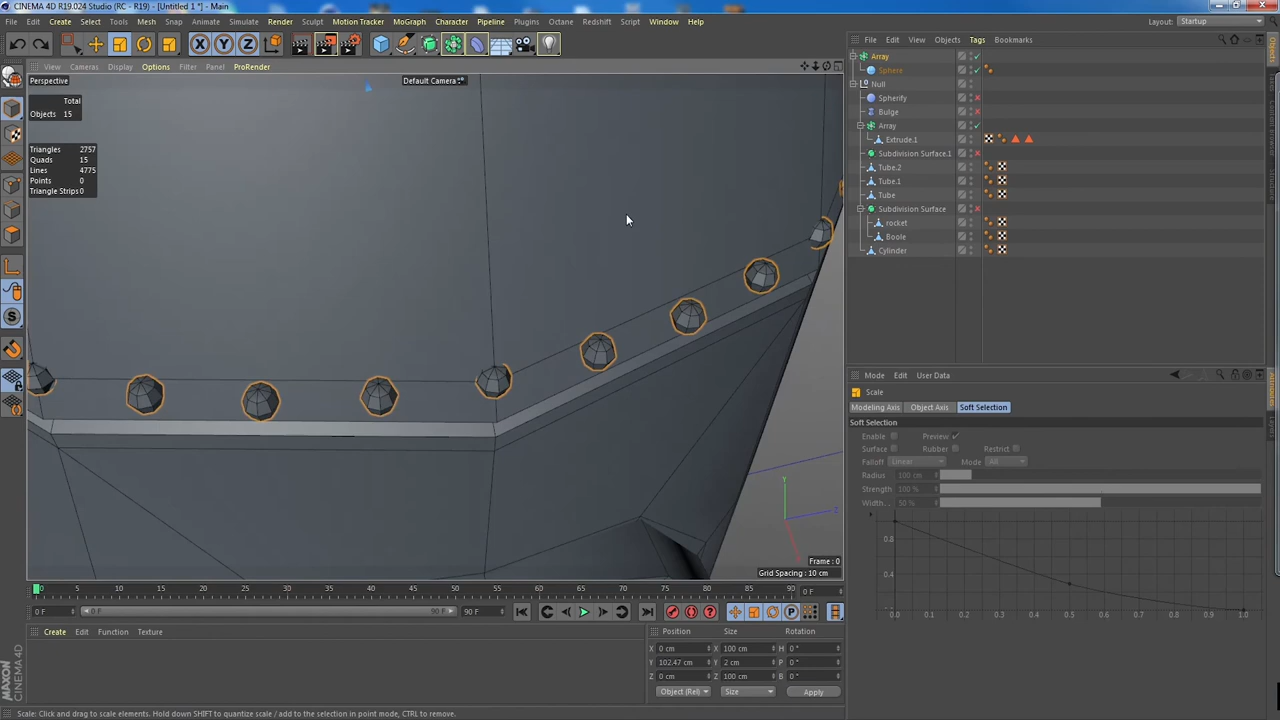 CINEMA 4D R19.024 Studio (RC - R19) - [Untitled 1 *] - Main
File Create Edit Select Tools Mesh Snap Animate Simulate Render Sculpt Motion Tracker MoGraph Character Pipeline Plugins Octane Redshift Script Window Help Layout: Startup
X Y Z
View Cameras Display Options Filter Panel ProRender
Perspective
Default Camera
Total
Objects 15
Triangles 2757
Quads 15
Lines 4775
Points 0
Triangle Strips 0
Y
Z
Frame : 0
Grid Spacing : 10 cm
File Edit View Objects Tags Bookmarks
Array
Sphere
Null
Spherify
Bulge
Array
Extrude.1
Subdivision Surface.1
Tube.2
Tube.1
Tube
Subdivision Surface
rocket
Boole
Cylinder
Objects
Structure
Mode Edit User Data
Scale
Modeling Axis Object Axis Soft Selection
Soft Selection
Enable Preview
Surface Rubber Restrict
Falloff Linear Mode All
Radius 100 cm
Strength 100 %
Width . . 50 %
0.8
0.4
0.0 0.1 0.2 0.3 0.4 0.5 0.6 0.7 0.8 0.9 1.0
Attributes
Layers
0 5 10 15 20 25 30 35 40 45 50 55 60 65 70 75 80 85 90 0 F
0 F 0 F 90 F 90 F
Create Edit Function Texture
Position Size Rotation
X 0 cm X 100 cm H 0 °
Y 102.47 cm Y 2 cm P 0 °
Z 0 cm Z 100 cm B 0 °
Object (Rel) Size Apply
MAXON CINEMA 4D
Scale: Click and drag to scale elements. Hold down SHIFT to quantize scale / add to the selection in point mode, CTRL to remove.